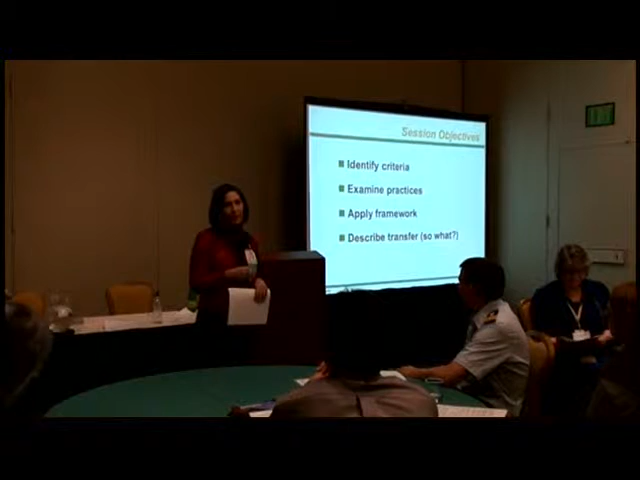 Session Objectives
Identify criteria
Examine practices
Apply framework
Describe transfer (so what?)